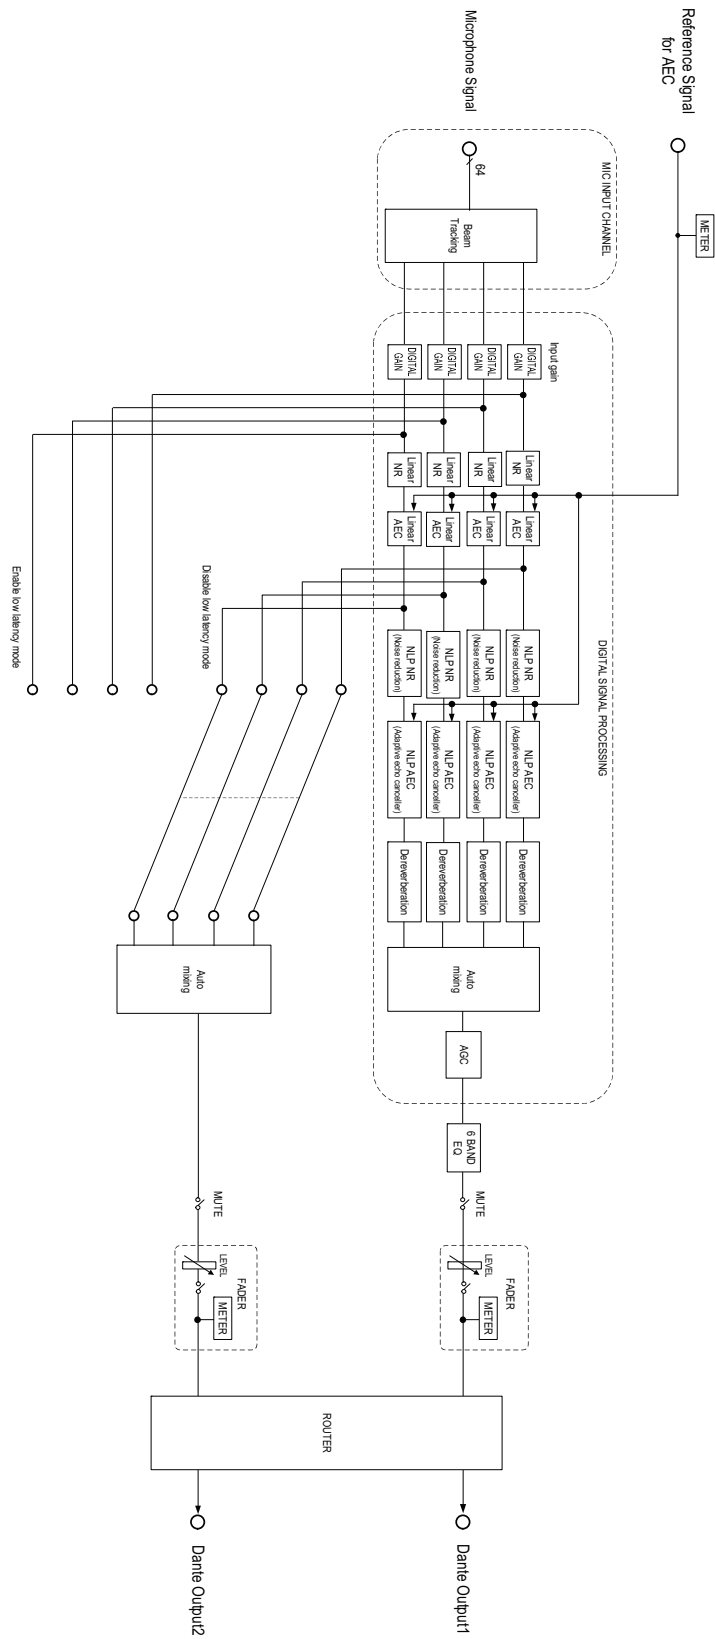 Reference Signal
for AEC
METER
Microphone Signal
MIC INPUT CHANNEL
64
Beam
Tracking
DIGITAL SIGNAL PROCESSING
Input gain
DIGITAL
GAIN
DIGITAL
GAIN
DIGITAL
GAIN
DIGITAL
GAIN
Linear
NR
Linear
NR
Linear
NR
Linear
NR
Linear
AEC
Linear
AEC
Linear
AEC
Linear
AEC
NLP NR
(Noise reduction)
NLP NR
(Noise reduction)
NLP NR
(Noise reduction)
NLP NR
(Noise reduction)
NLP AEC
(Adaptive echo canceller)
NLP AEC
(Adaptive echo canceller)
NLP AEC
(Adaptive echo canceller)
NLP AEC
(Adaptive echo canceller)
Dereverberation
Dereverberation
Dereverberation
Dereverberation
Auto
mixing
AGC
6 BAND
EQ
MUTE
FADER
LEVEL
METER
Disable low latency mode
Enable low latency mode
Auto
mixing
MUTE
FADER
LEVEL
METER
ROUTER
Dante Output1
Dante Output2